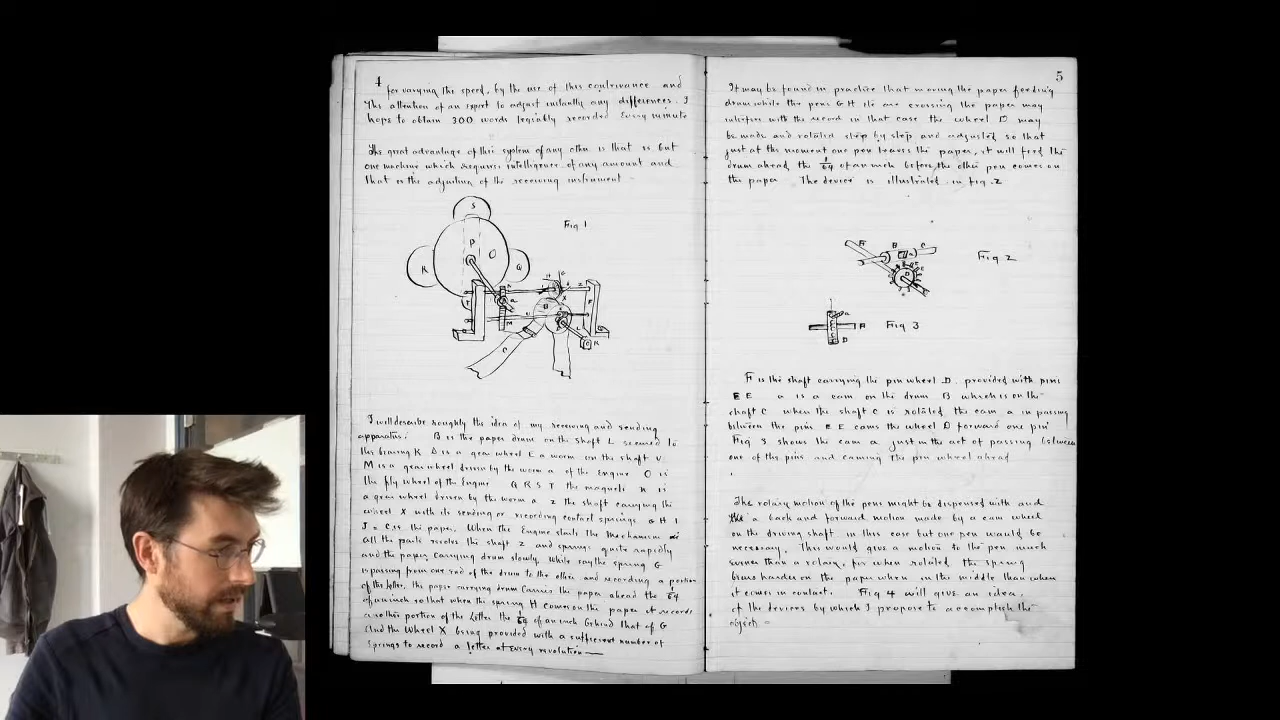 4
for varying the speed, by the use of this contrivance and
the attention of an expert to adjust instantly any differences. I
hope to obtain 300 words legiably recorded Every minute
The great advantage of this system of any other is that is but
one machine which requires intelligence of any amount and
that is the adjusting of the receiving instrument
Fig 1
S
P
O
R
Q
M
B
C
K
I will describe roughly the idea of my receiving and sending
apparatus: B is the paper drum on the shaft L secured to
the bearing K D is a gear wheel E a worm on the shaft
M is a gear wheel driven by the worm a of the Engine O is
the fly wheel of the Engine Q R S T the magnets n is
a gear wheel driven by the worm a Z the shaft carrying the
wheel X with its sending or recording contact springs G H I
J = C is the paper. When the Engine starts the Mechanism
all the parts revolve the shaft Z and springs quite rapidly
and the paper carrying drum slowly, while say the spring G
is passing from one end of the drum to the other and recording a portion
of the letter, the paper carrying drum carries the paper ahead the 1/64
of an inch so that when the spring H comes on the paper it records
another portion of the Letter the 1/64 of an inch behind that of G
and the Wheel X being provided with a sufficient number of
springs to record a letter at Every revolution
5
It may be found in practice that moving the paper feeding
drum while the pens G H etc are crossing the paper may
interfere with the record in that case the wheel D may
be made and rotated step by step and adjusted so that
just at the moment one pen leaves the paper, it will feed the
drum ahead the 1/64 of an inch before the other pen comes on
the paper The device is illustrated in fig. 2
B C
Fig 2
a
A
D
Fig 3
is the shaft carrying the pin wheel D. provided with pins
E E a is a cam on the drum B which is on the
shaft C when the shaft C is rotated the cam a in passing
between the pins E E cams the wheel D forward one pin
Fig 3 shows the cam a just in the act of passing between
one of the pins and caming the pin wheel ahead
The rotary motion of the pens might be dispensed with and
a back and forward motion made by a cam wheel
on the driving shaft in this case but one pen would be
necessary. This would give a motion to the pen much
than a rotary, for when rotated the spring
bears harder on the paper when in the middle than when
it comes in contact. Fig 4 will give an idea
of the devices by which I propose to accomplish the
object =